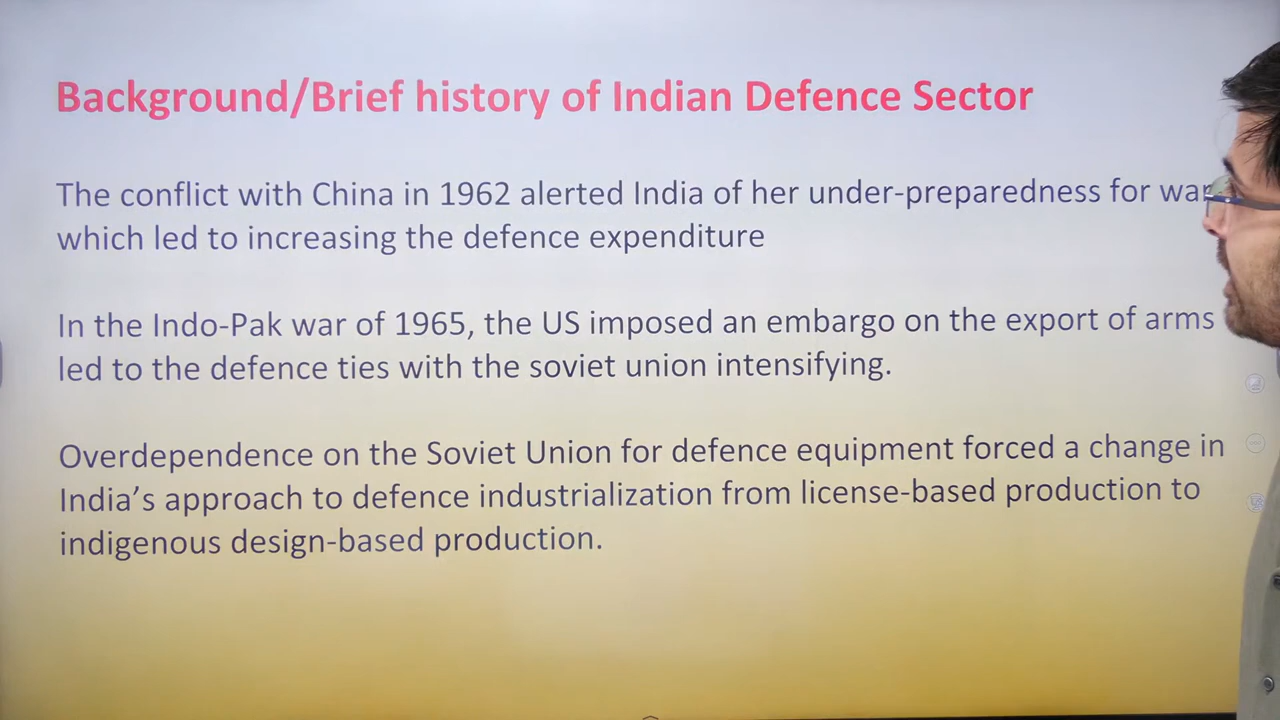 Background/Brief history of Indian Defence Sector
The conflict with China in 1962 alerted India of her under-preparedness for war
which led to increasing the defence expenditure
In the Indo-Pak war of 1965, the US imposed an embargo on the export of arms
led to the defence ties with the soviet union intensifying.
Overdependence on the Soviet Union for defence equipment forced a change in
India’s approach to defence industrialization from license-based production to
indigenous design-based production.